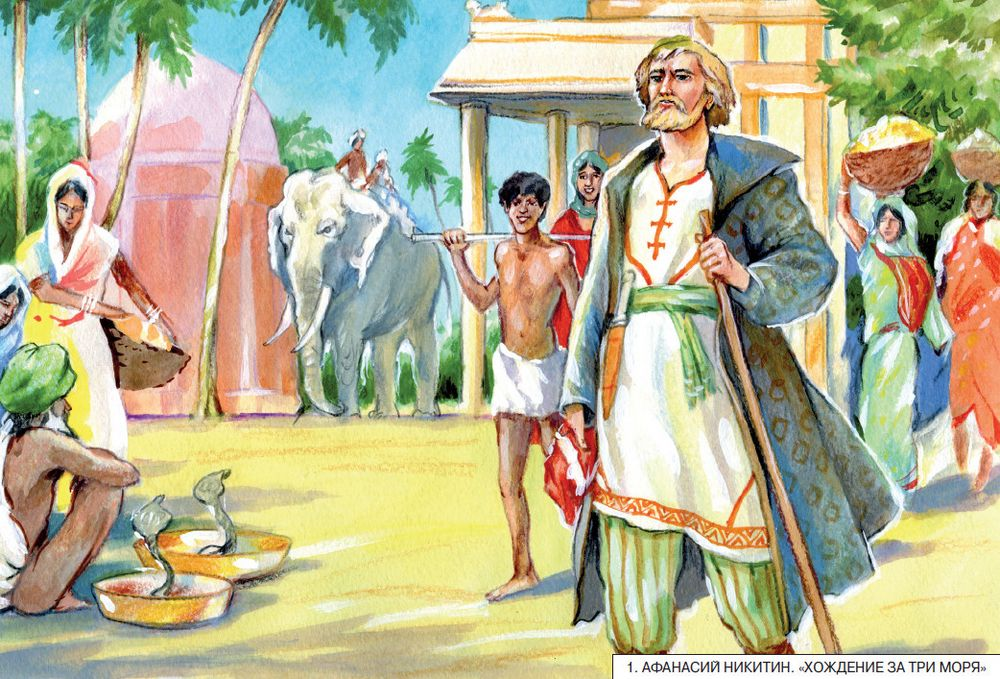 1. АФАНАСИЙ НИКИТИН. «ХОЖДЕНИЕ ЗА ТРИ МОРЯ»